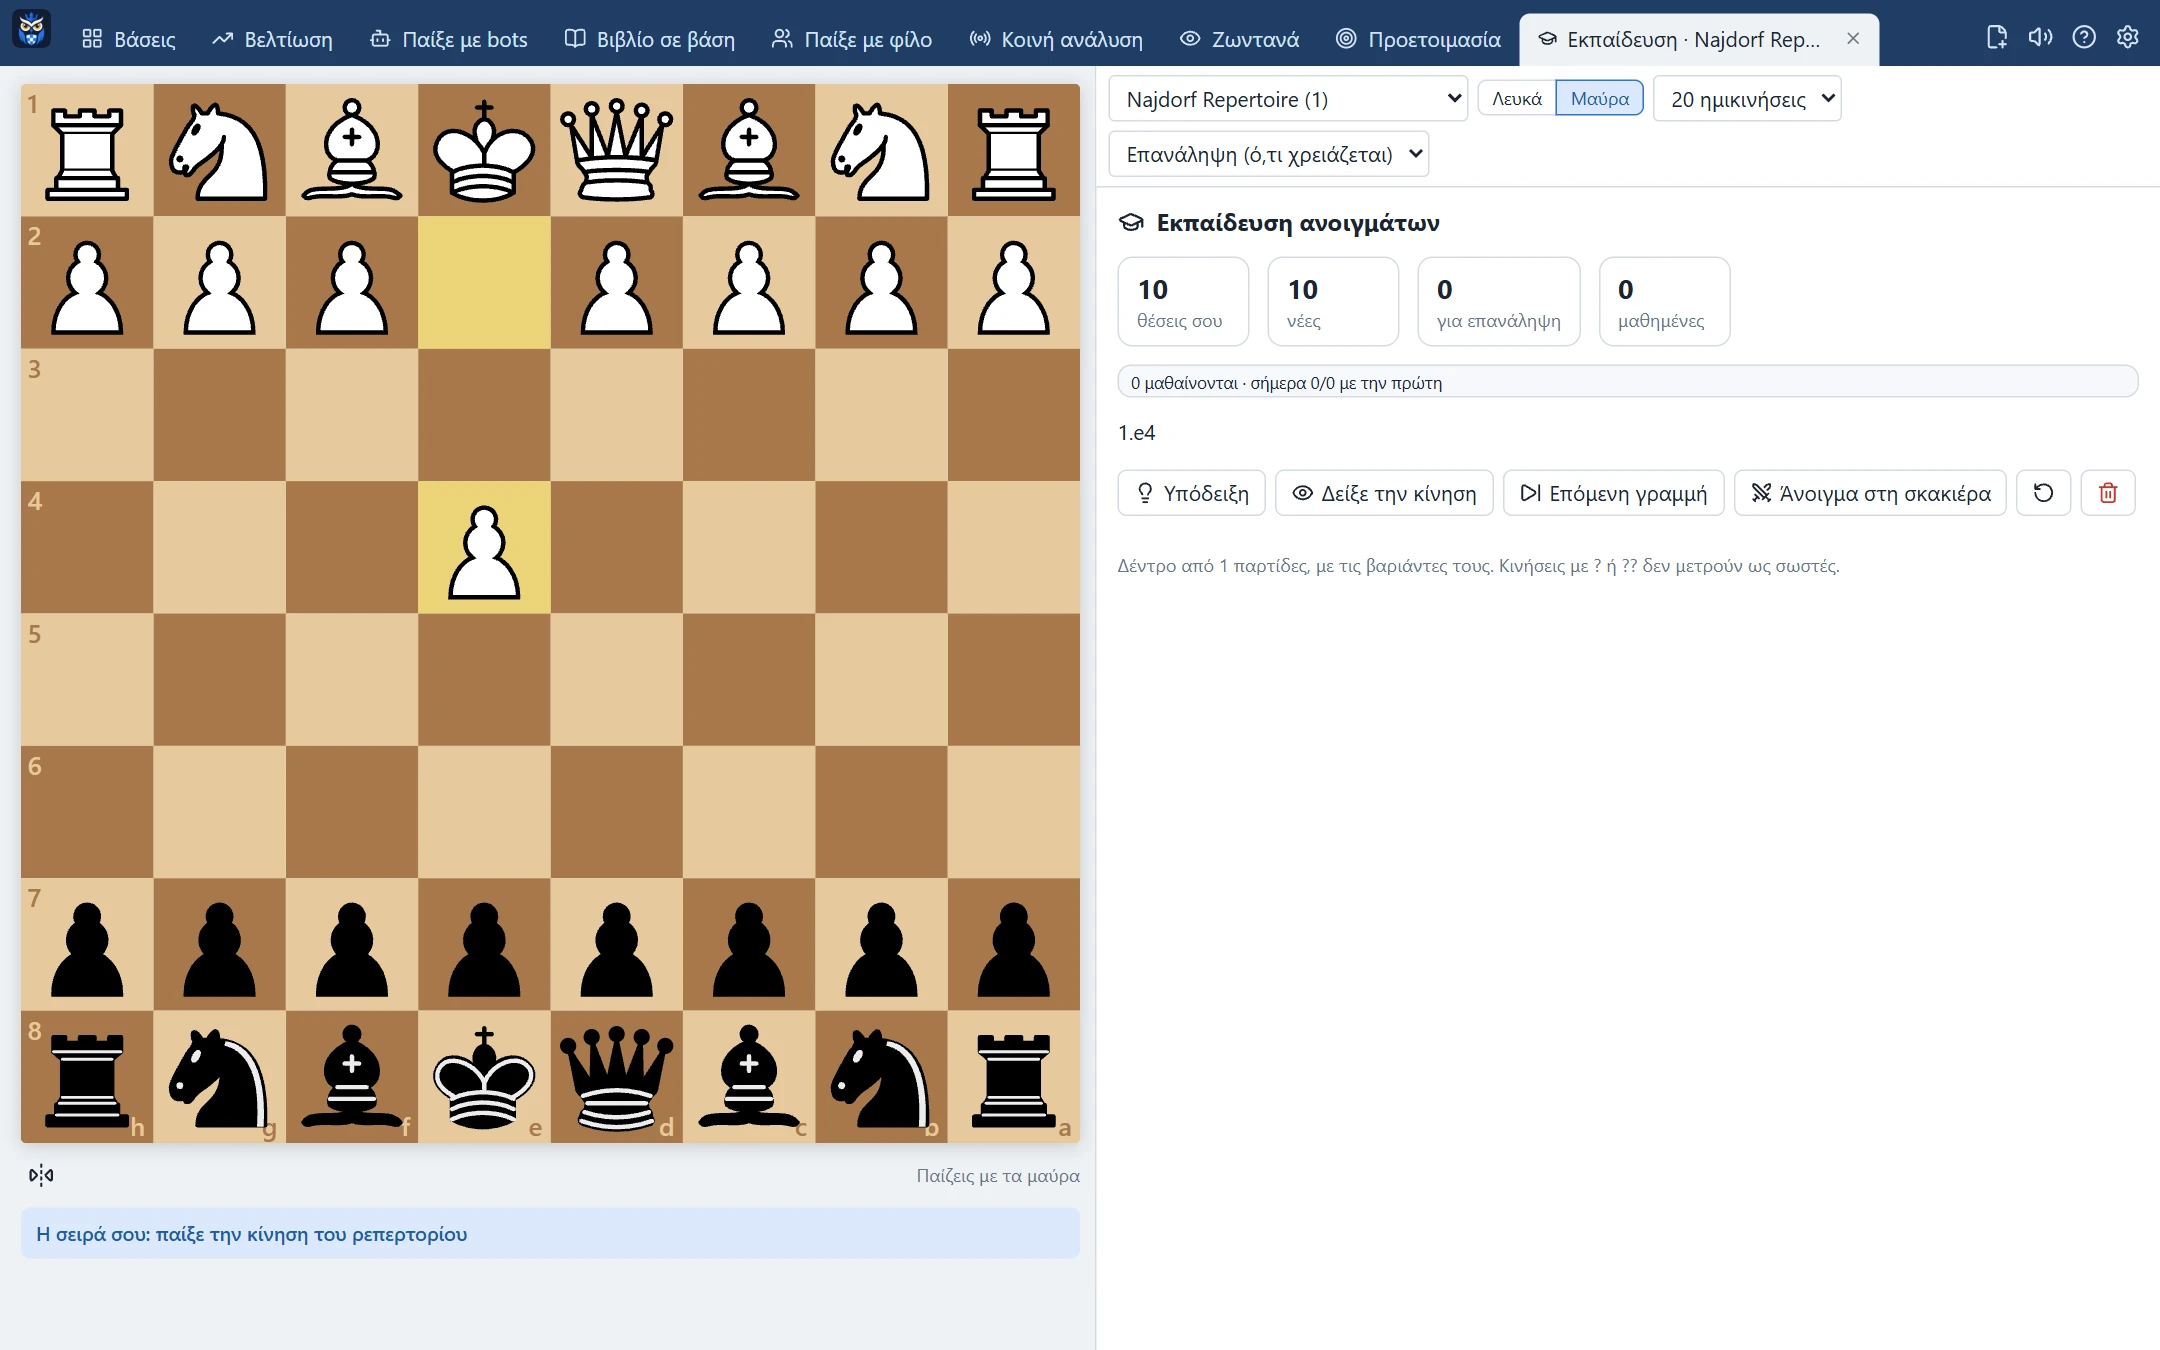 Βάσεις Βελτίωση Παίξε με bots Βιβλίο σε βάση Παίξε με φίλο Κοινή ανάλυση Ζωντανά Προετοιμασία Εκπαίδευση · Najdorf Rep...
Najdorf Repertoire (1) Λευκά Μαύρα 20 ημικινήσεις
Επανάληψη (ό,τι χρειάζεται)
Εκπαίδευση ανοιγμάτων
10 10 0 0
θέσεις σου νέες για επανάληψη μαθημένες
0 μαθαίνονται · σήμερα 0/0 με την πρώτη
1.e4
Υπόδειξη Δείξε την κίνηση Επόμενη γραμμή Άνοιγμα στη σκακιέρα
Δέντρο από 1 παρτίδες, με τις βαριάντες τους. Κινήσεις με ? ή ?? δεν μετρούν ως σωστές.
1
2
3
4
5
6
7
8
h g f e d c b a
Παίζεις με τα μαύρα
Η σειρά σου: παίξε την κίνηση του ρεπερτορίου